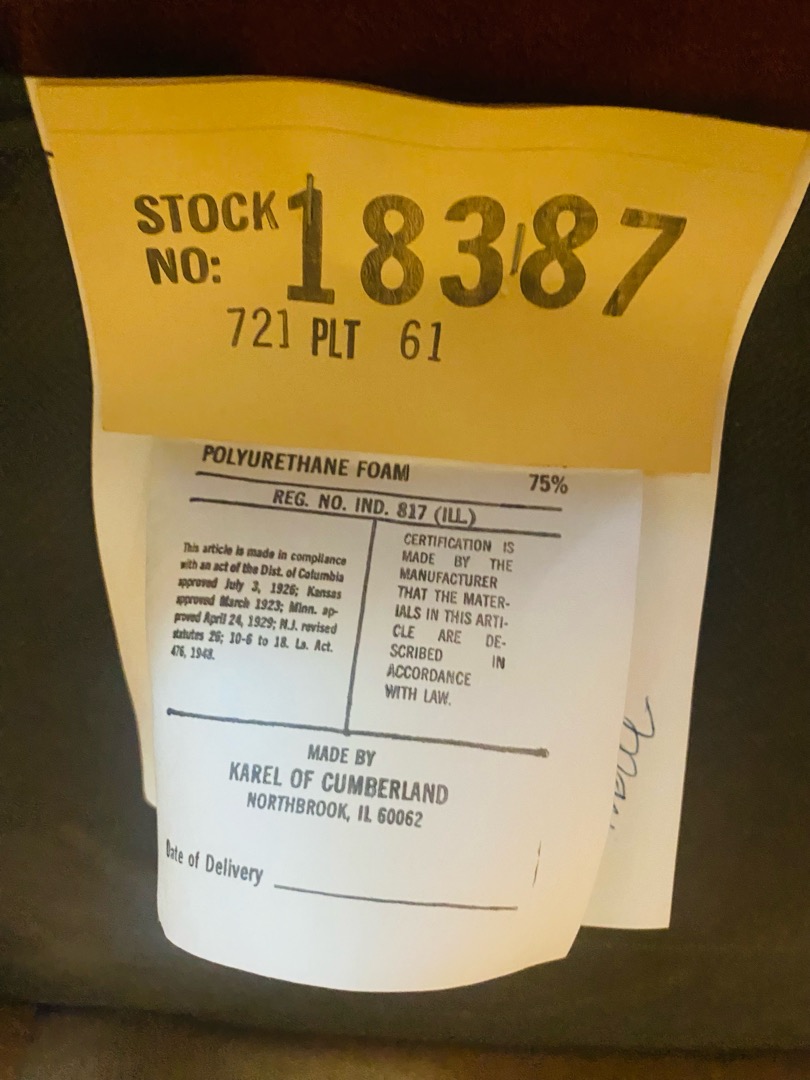 STOCK NO: 18387
721 PLT 61
POLYURETHANE FOAM 75%
REG. NO. IND. 817 (ILL)
This article is made in compliance
with an act of the Dist. of Columbia
approved July 3, 1926; Kansas
approved March 1923; Minn. ap-
proved April 24, 1929; N.J. revised
statutes 26; 10-6 to 18. La. Act.
476, 1948.
CERTIFICATION IS
MADE BY THE
MANUFACTURER
THAT THE MATER-
IALS IN THIS ARTI-
CLE ARE DE-
SCRIBED IN
ACCORDANCE
WITH LAW.
MADE BY
KAREL OF CUMBERLAND
NORTHBROOK, IL 60062
Date of Delivery